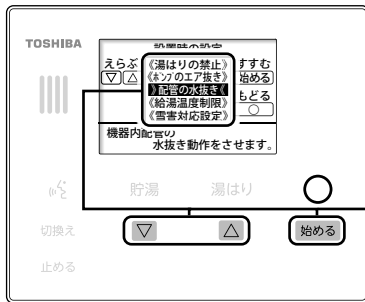 TOSHIBA
設置時の設定
えらぶ
▽△
《湯はりの禁止》
《ポンプのエア抜き》
》配管の水抜き《
《給湯温度制限》
《雪害対応設定》
すすむ
始める
もどる
○
機器内配管の
水抜き動作をさせます。
貯湯
湯はり
切換え
▽
△
始める
止める